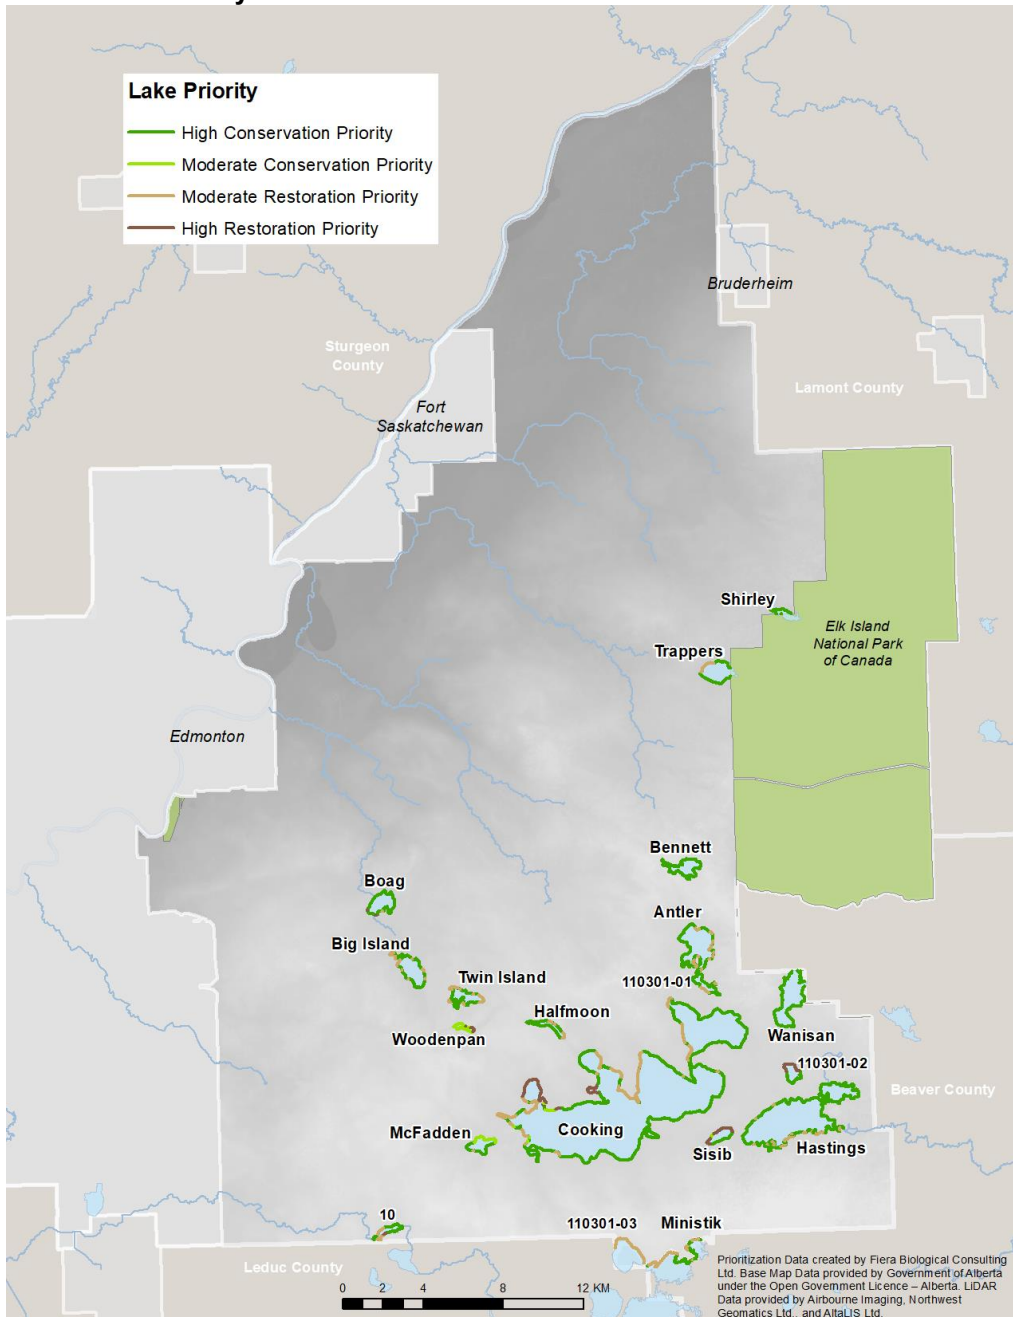 Lake Priority
High Conservation Priority
Moderate Conservation Priority
Moderate Restoration Priority
High Restoration Priority
Bruderheim
Sturgeon
County
Lamont County
Fort
Saskatchewan
Shirley
Elk Island
National Park
of Canada
Trappers
Edmonton
Bennett
Boag
Antler
Big Island
Twin Island
110301-01
Halfmoon
Woodenpan
Wanisan
110301-02
Beaver County
McFadden
Cooking
Sisib
Hastings
10
110301-03
Ministik
Leduc County
0 2 4 8 12 KM
Prioritization Data created by Fiera Biological Consulting
Ltd. Base Map Data provided by Government of Alberta
under the Open Government Licence – Alberta. LiDAR
Data provided by Airbourne Imaging, Northwest
Geomatics Ltd., and AltaLIS Ltd.